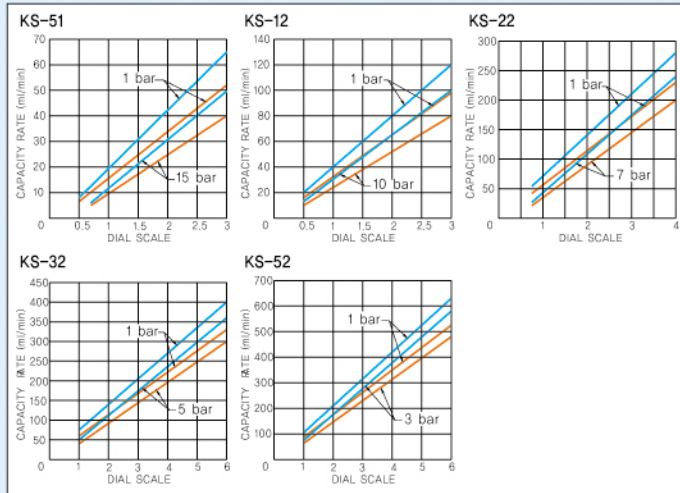 KS-51
CAPACITY RATE (ml/min)
70
60
50
40
30
20
10
0
1 bar
15 bar
0.5 1 1.5 2 2.5 3
DIAL SCALE
KS-12
CAPACITY RATE (ml/min)
140
120
100
80
60
40
20
0
1 bar
10 bar
0.5 1 1.5 2 2.5 3
DIAL SCALE
KS-22
CAPACITY RATE (ml/min)
300
250
200
150
100
50
0
1 bar
7 bar
1 2 3 4
DIAL SCALE
KS-32
CAPACITY RATE (ml/min)
450
400
350
300
250
200
150
100
50
0
1 bar
5 bar
1 2 3 4 5 6
DIAL SCALE
KS-52
CAPACITY RATE (ml/min)
700
600
500
400
300
200
100
0
1 bar
3 bar
1 2 3 4 5 6
DIAL SCALE